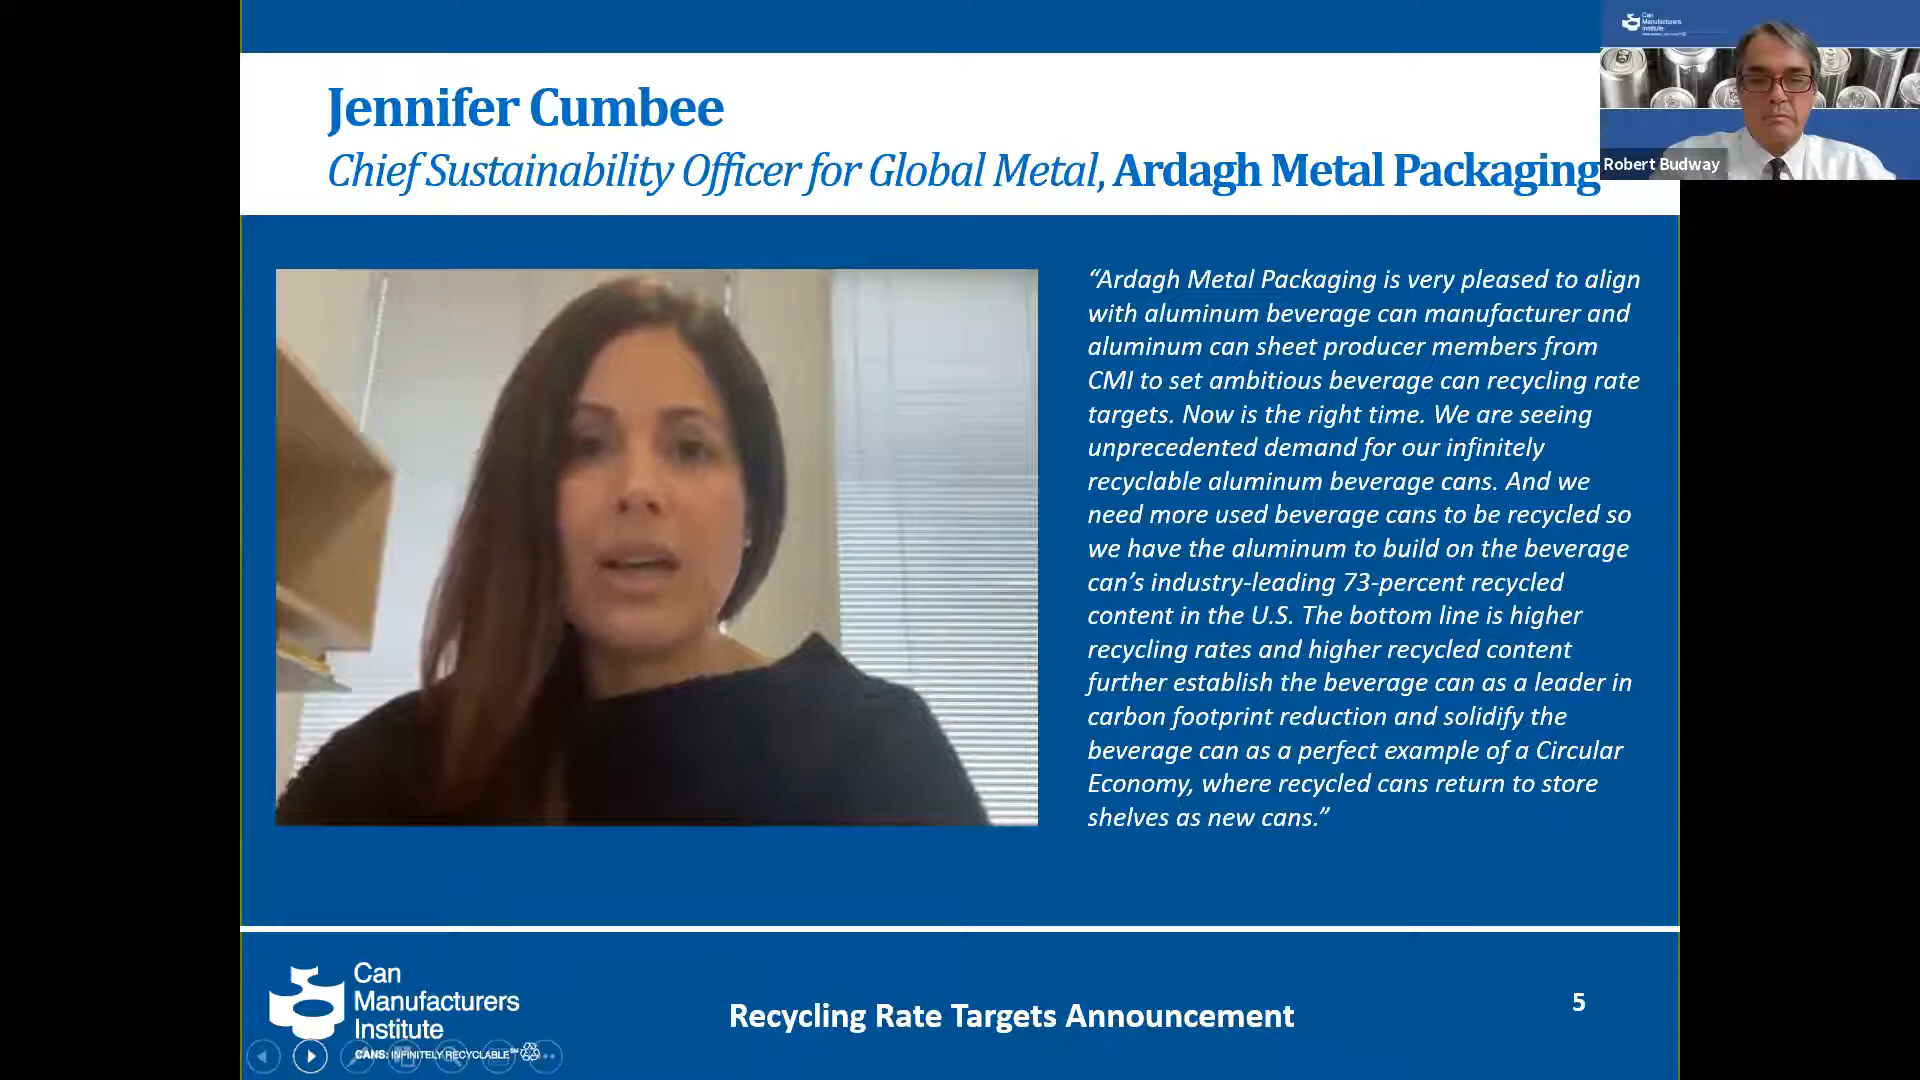 Jennifer Cumbee
Chief Sustainability Officer for Global Metal, Ardagh Metal Packaging
Can
Manufacturers
Institute
Robert Budway
“Ardagh Metal Packaging is very pleased to align
with aluminum beverage can manufacturer and
aluminum can sheet producer members from
CMI to set ambitious beverage can recycling rate
targets. Now is the right time. We are seeing
unprecedented demand for our infinitely
recyclable aluminum beverage cans. And we
need more used beverage cans to be recycled so
we have the aluminum to build on the beverage
can’s industry-leading 73-percent recycled
content in the U.S. The bottom line is higher
recycling rates and higher recycled content
further establish the beverage can as a leader in
carbon footprint reduction and solidify the
beverage can as a perfect example of a Circular
Economy, where recycled cans return to store
shelves as new cans.”
Can
Manufacturers
Institute
CANS: INFINITELY RECYCLABLE℠
Recycling Rate Targets Announcement
5